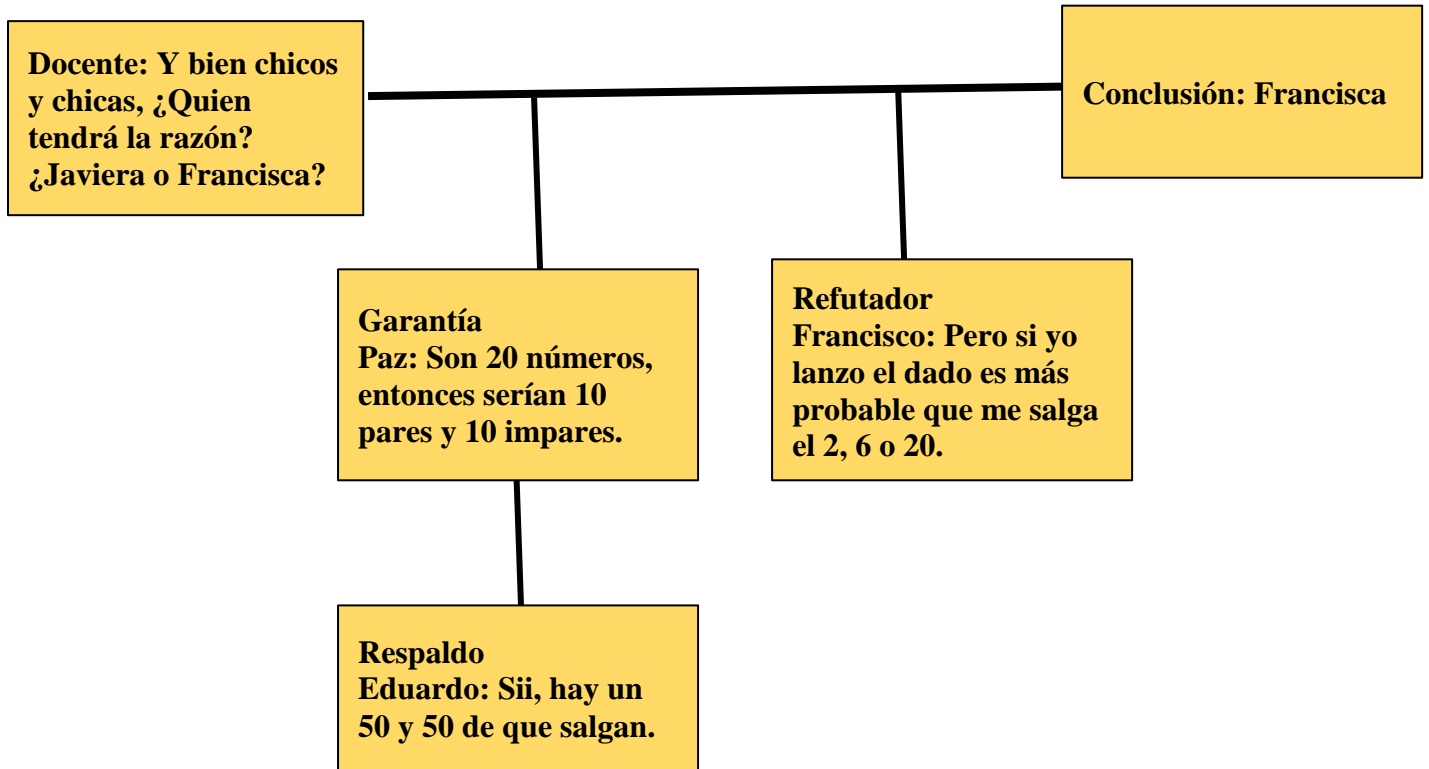 Docente: Y bien chicos
y chicas, ¿Quien
tendrá la razón?
¿Javiera o Francisca?
Conclusión: Francisca
Garantía
Paz: Son 20 números,
entonces serían 10
pares y 10 impares.
Refutador
Francisco: Pero si yo
lanzo el dado es más
probable que me salga
el 2, 6 o 20.
Respaldo
Eduardo: Sii, hay un
50 y 50 de que salgan.